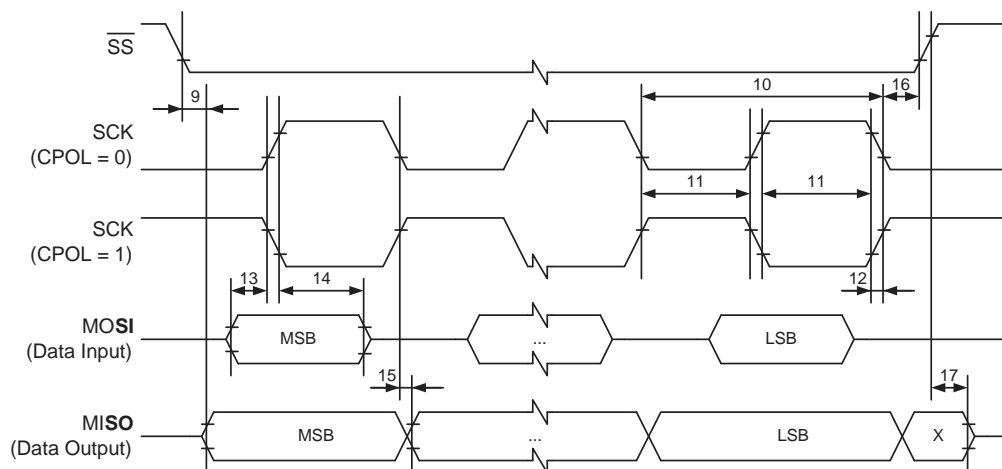 SS
9
10
16
SCK
(CPOL = 0)
11
11
SCK
(CPOL = 1)
13
14
12
MOSI
(Data Input)
MSB
...
LSB
15
17
MISO
(Data Output)
MSB
...
LSB
X